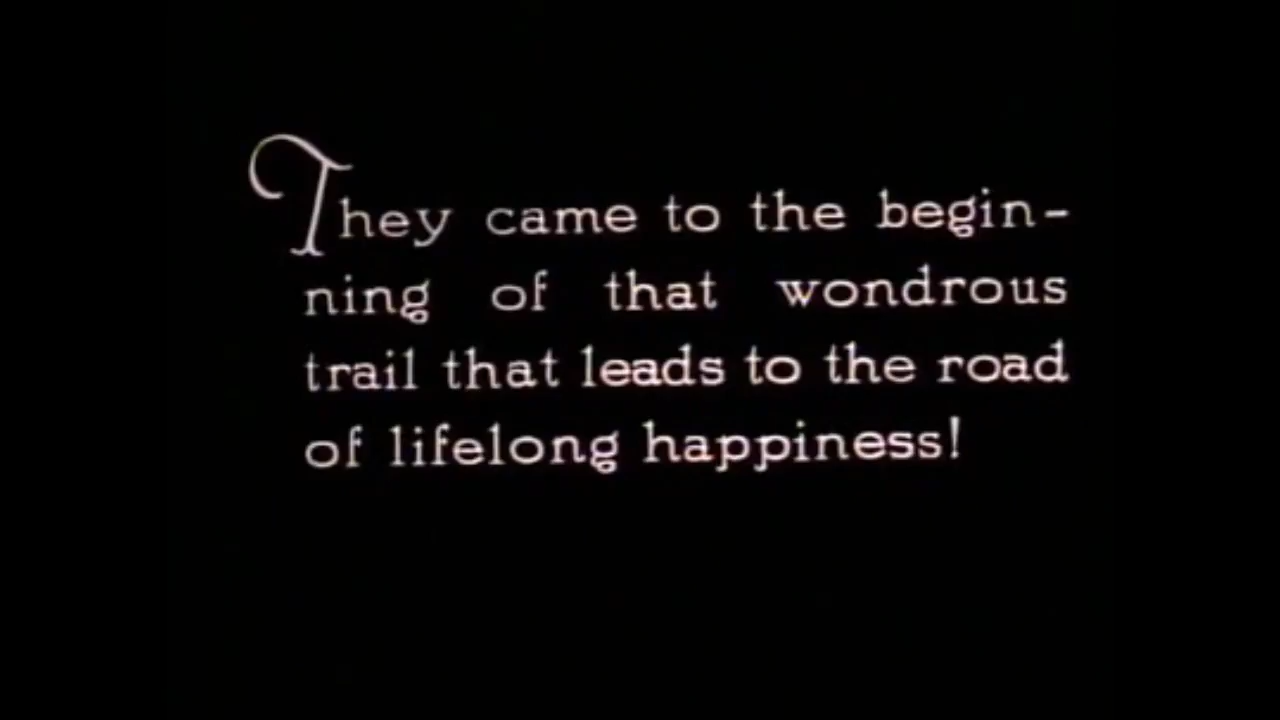 They came to the begin-
ning of that wondrous
trail that leads to the road
of lifelong happiness!